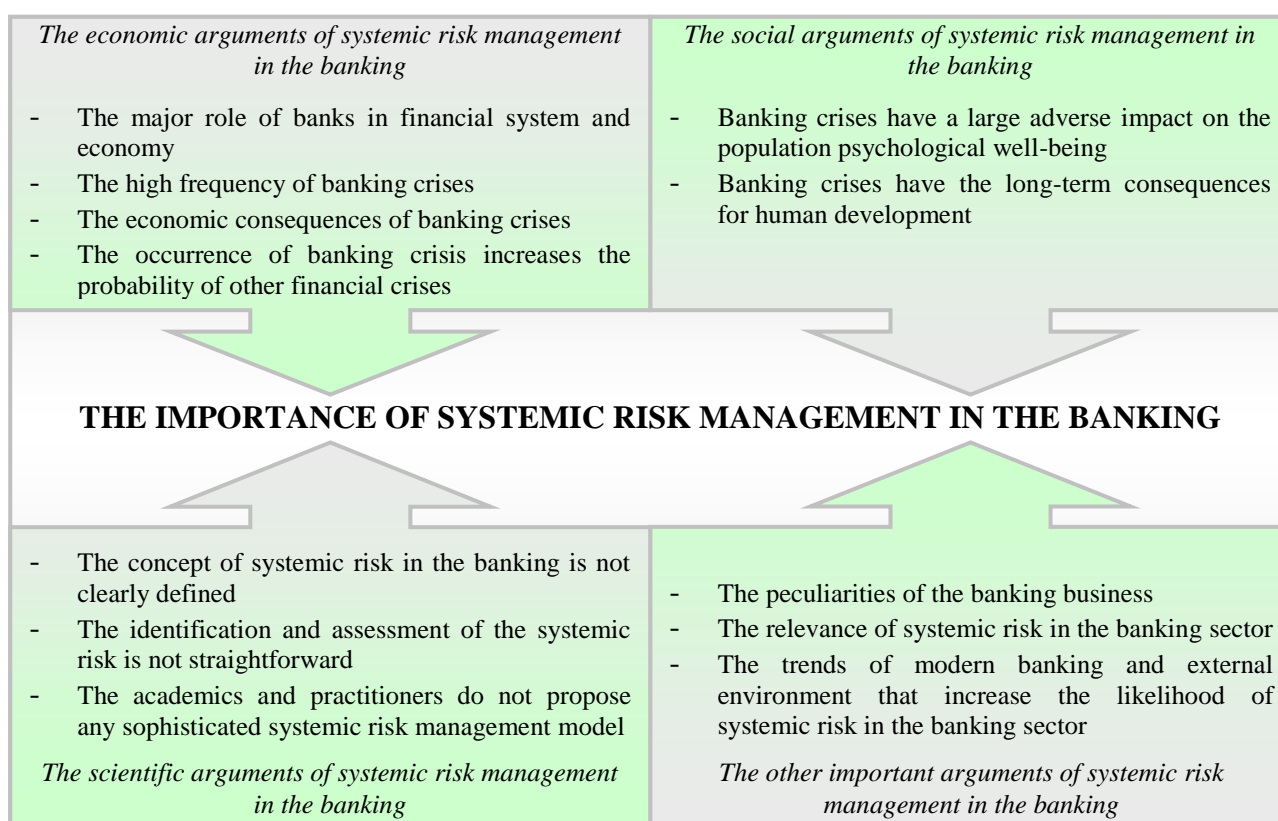 The economic arguments of systemic risk management
in the banking
- The major role of banks in financial system and
economy
- The high frequency of banking crises
- The economic consequences of banking crises
- The occurrence of banking crisis increases the
probability of other financial crises
The social arguments of systemic risk management in
the banking
- Banking crises have a large adverse impact on the
population psychological well-being
- Banking crises have the long-term consequences
for human development
THE IMPORTANCE OF SYSTEMIC RISK MANAGEMENT IN THE BANKING
- The concept of systemic risk in the banking is not
clearly defined
- The identification and assessment of the systemic
risk is not straightforward
- The academics and practitioners do not propose
any sophisticated systemic risk management model
The scientific arguments of systemic risk management
in the banking
- The peculiarities of the banking business
- The relevance of systemic risk in the banking sector
- The trends of modern banking and external
environment that increase the likelihood of
systemic risk in the banking sector
The other important arguments of systemic risk
management in the banking